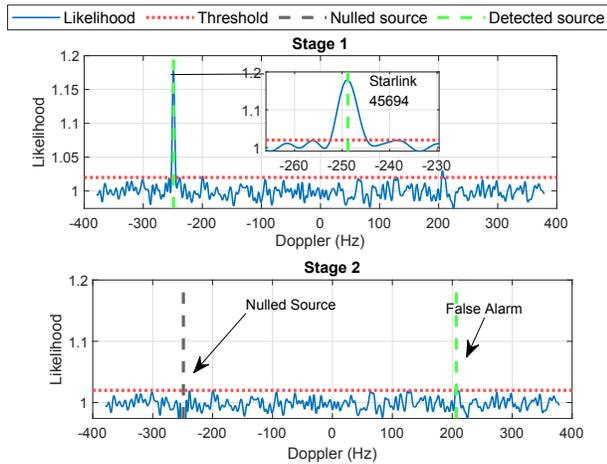 Likelihood Threshold Nulled source Detected source
Stage 1
1.2
1.15
1.1
1.05
1
Likelihood
1.2
1.1
1
Starlink
45694
-260 -250 -240 -230
-400 -300 -200 -100 0 100 200 300 400
Doppler (Hz)
Stage 2
1.2
1.1
1
Likelihood
Nulled Source
False Alarm
-400 -300 -200 -100 0 100 200 300 400
Doppler (Hz)